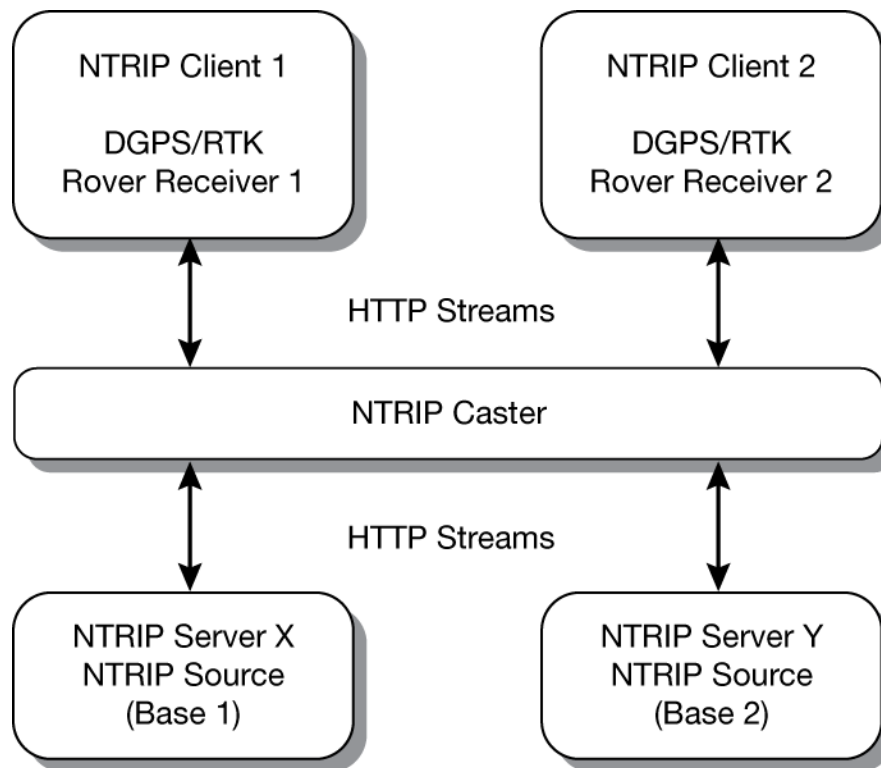 NTRIP Client 1
DGPS/RTK
Rover Receiver 1
NTRIP Client 2
DGPS/RTK
Rover Receiver 2
HTTP Streams
NTRIP Caster
HTTP Streams
NTRIP Server X
NTRIP Source
(Base 1)
NTRIP Server Y
NTRIP Source
(Base 2)